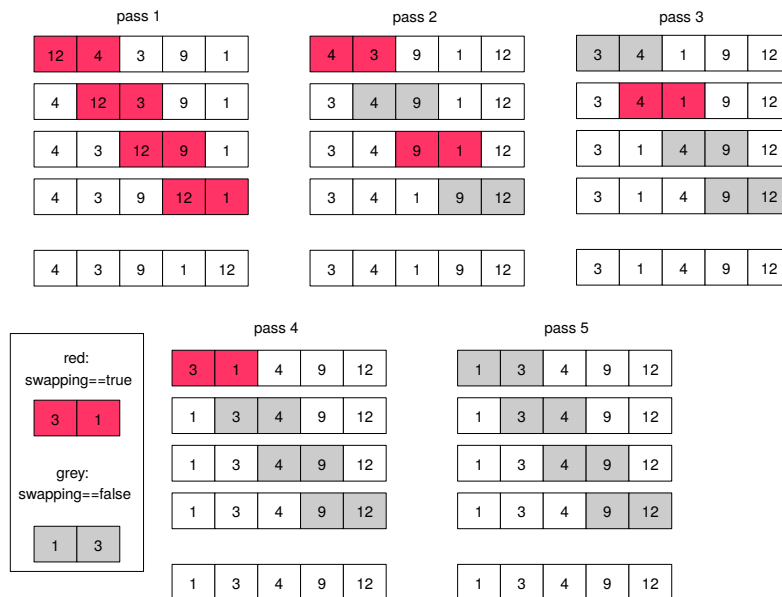 pass 1
12 4 3 9 1
4 12 3 9 1
4 3 12 9 1
4 3 9 12 1
4 3 9 1 12
pass 2
4 3 9 1 12
3 4 9 1 12
3 4 9 1 12
3 4 1 9 12
3 4 1 9 12
pass 3
3 4 1 9 12
3 4 1 9 12
3 1 4 9 12
3 1 4 9 12
3 1 4 9 12
red:
swapping==true
3 1
grey:
swapping==false
1 3
pass 4
3 1 4 9 12
1 3 4 9 12
1 3 4 9 12
1 3 4 9 12
1 3 4 9 12
pass 5
1 3 4 9 12
1 3 4 9 12
1 3 4 9 12
1 3 4 9 12
1 3 4 9 12